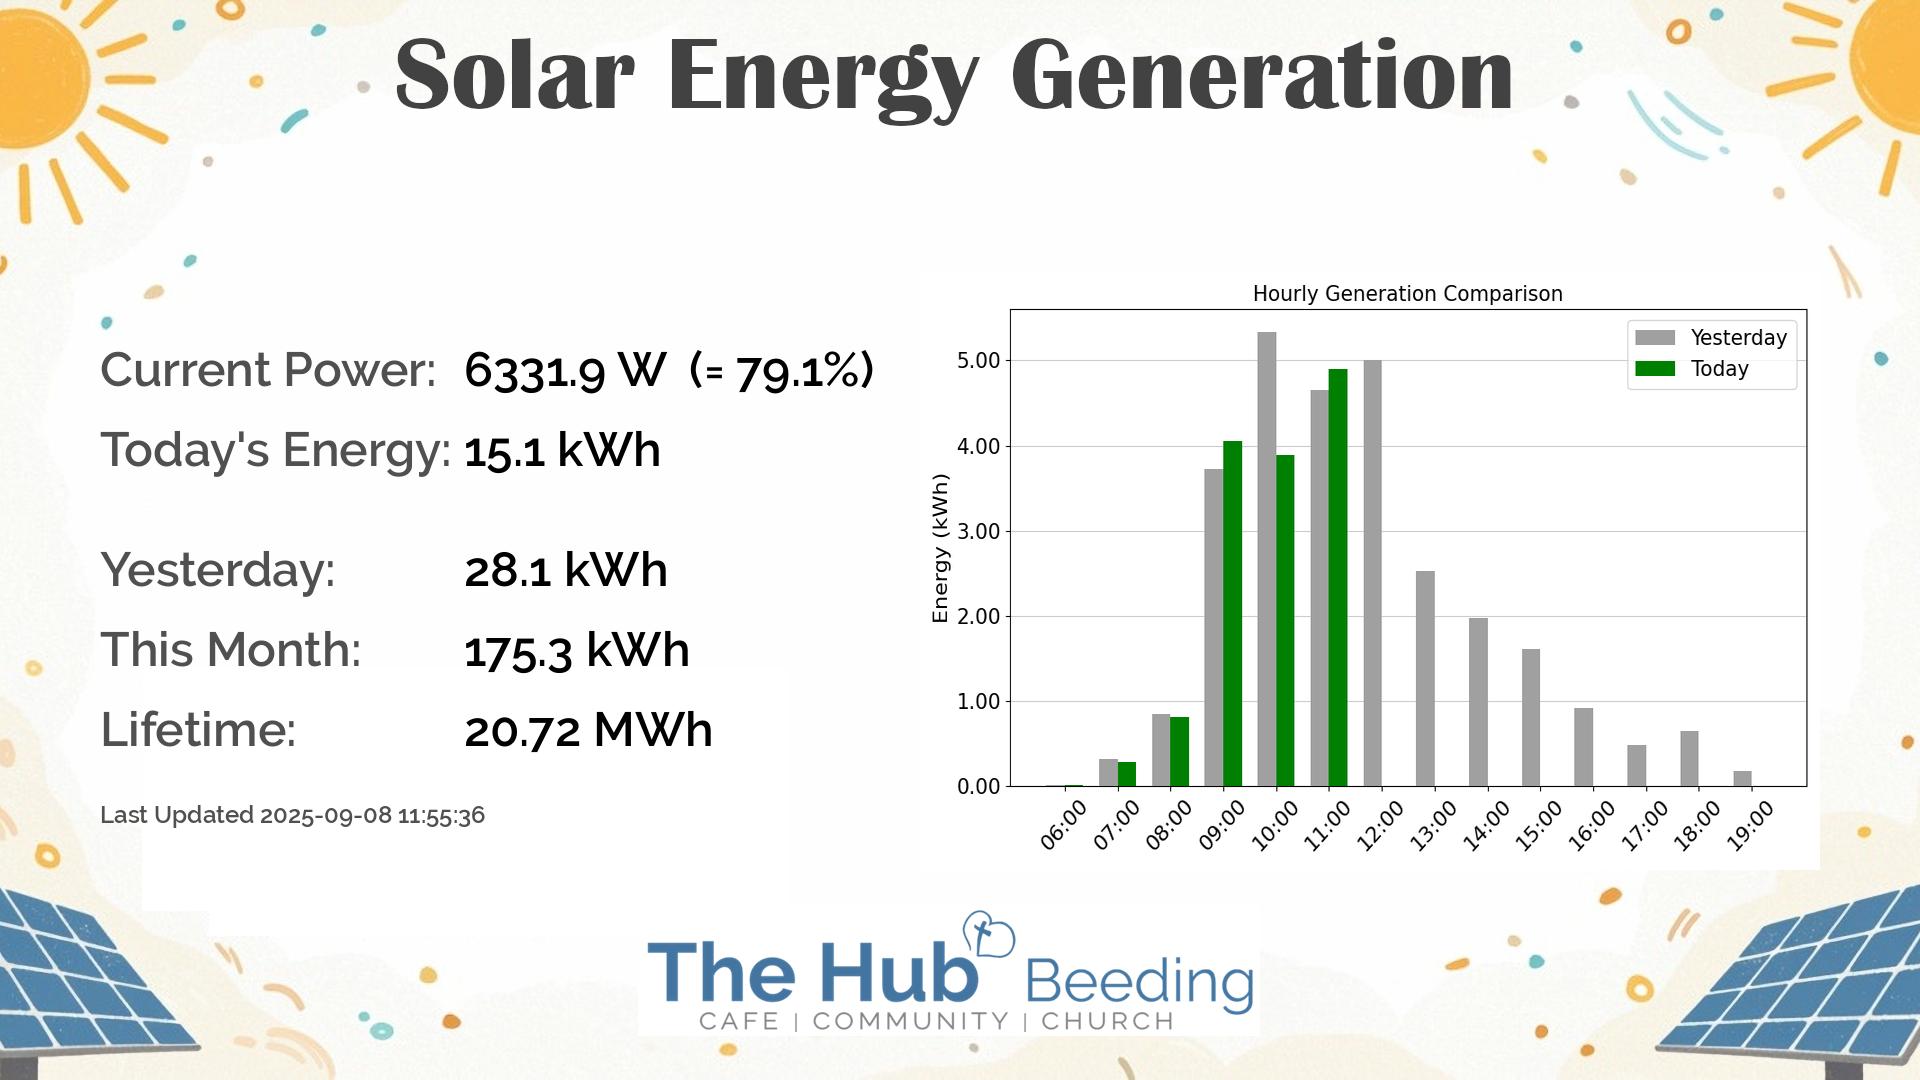 Solar Energy Generation
Current Power: 6331.9 W (= 79.1%)
Today's Energy: 15.1 kWh
Yesterday: 28.1 kWh
This Month: 175.3 kWh
Lifetime: 20.72 MWh
Last Updated 2025-09-08 11:55:36
Hourly Generation Comparison
Yesterday
Today
Energy (kWh)
5.00
4.00
3.00
2.00
1.00
0.00
06:00 07:00 08:00 09:00 10:00 11:00 12:00 13:00 14:00 15:00 16:00 17:00 18:00 19:00
The Hub Beeding
CAFE | COMMUNITY | CHURCH